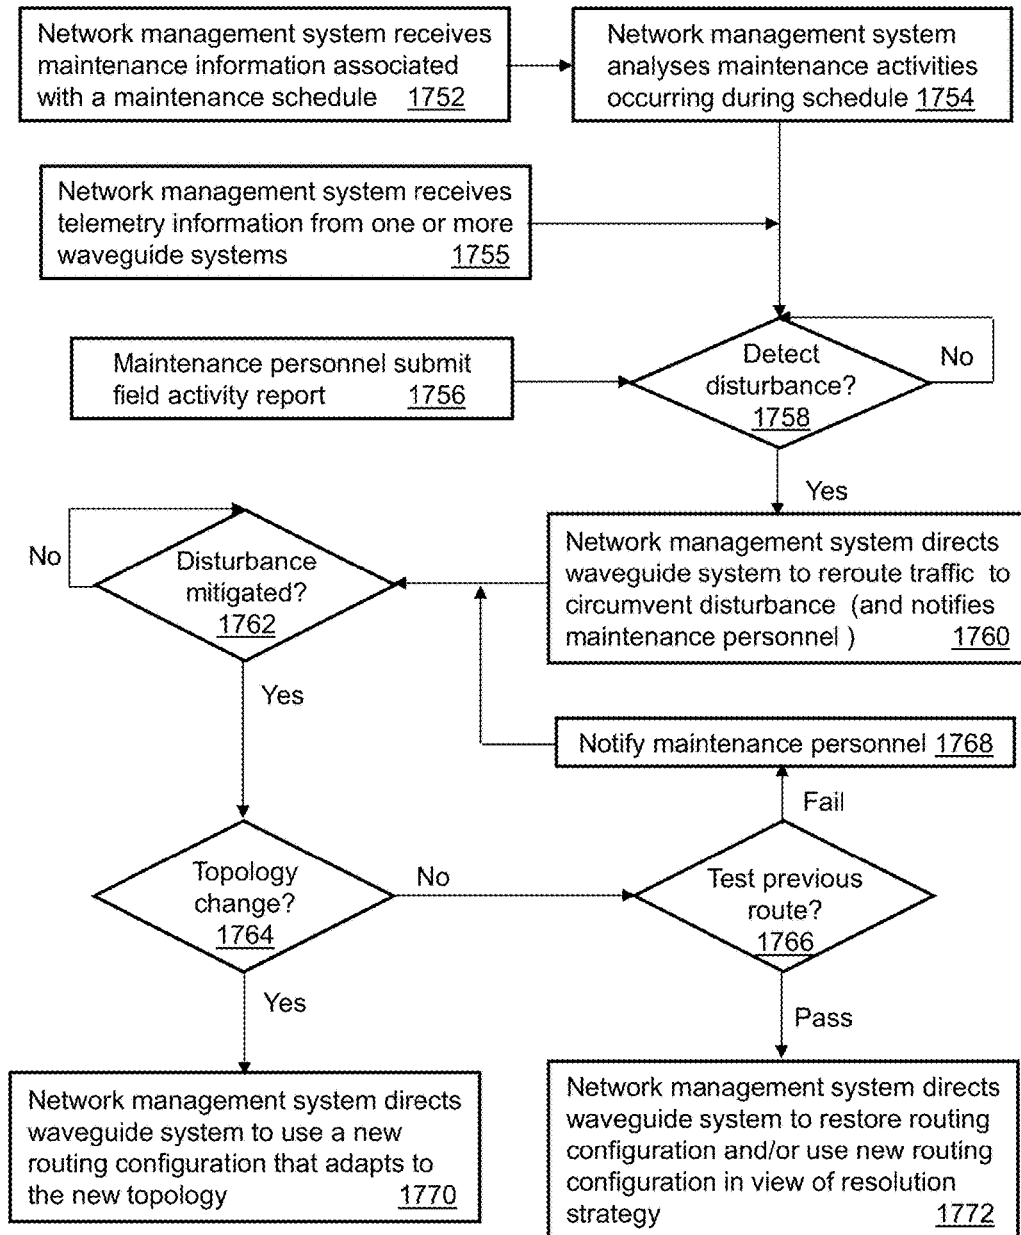 Network management system receives
maintenance information associated
with a maintenance schedule 1752
Network management system
analyses maintenance activities
occurring during schedule 1754
Network management system receives
telemetry information from one or more
waveguide systems 1755
Maintenance personnel submit
field activity report 1756
Detect
disturbance?
1758
No
Yes
Network management system directs
waveguide system to reroute traffic to
circumvent disturbance (and notifies
maintenance personnel ) 1760
No
Disturbance
mitigated?
1762
Yes
Notify maintenance personnel 1768
Fail
Topology
change?
1764
No
Test previous
route?
1766
Yes
Pass
Network management system directs
waveguide system to use a new
routing configuration that adapts to
the new topology 1770
Network management system directs
waveguide system to restore routing
configuration and/or use new routing
configuration in view of resolution
strategy 1772